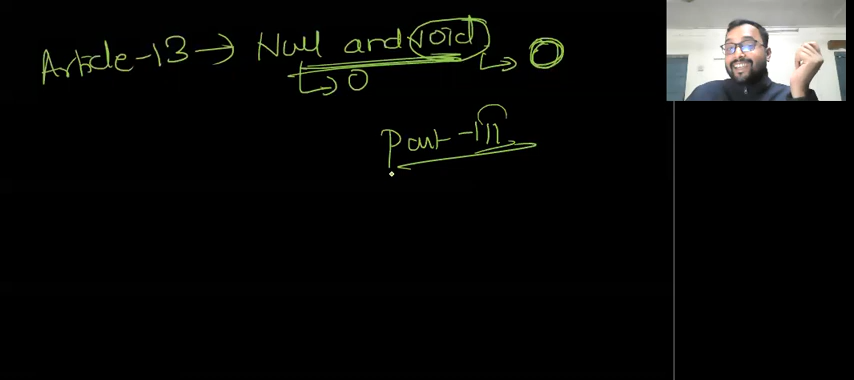 Article-13 → Null and void → 0
→ 0
Part-III